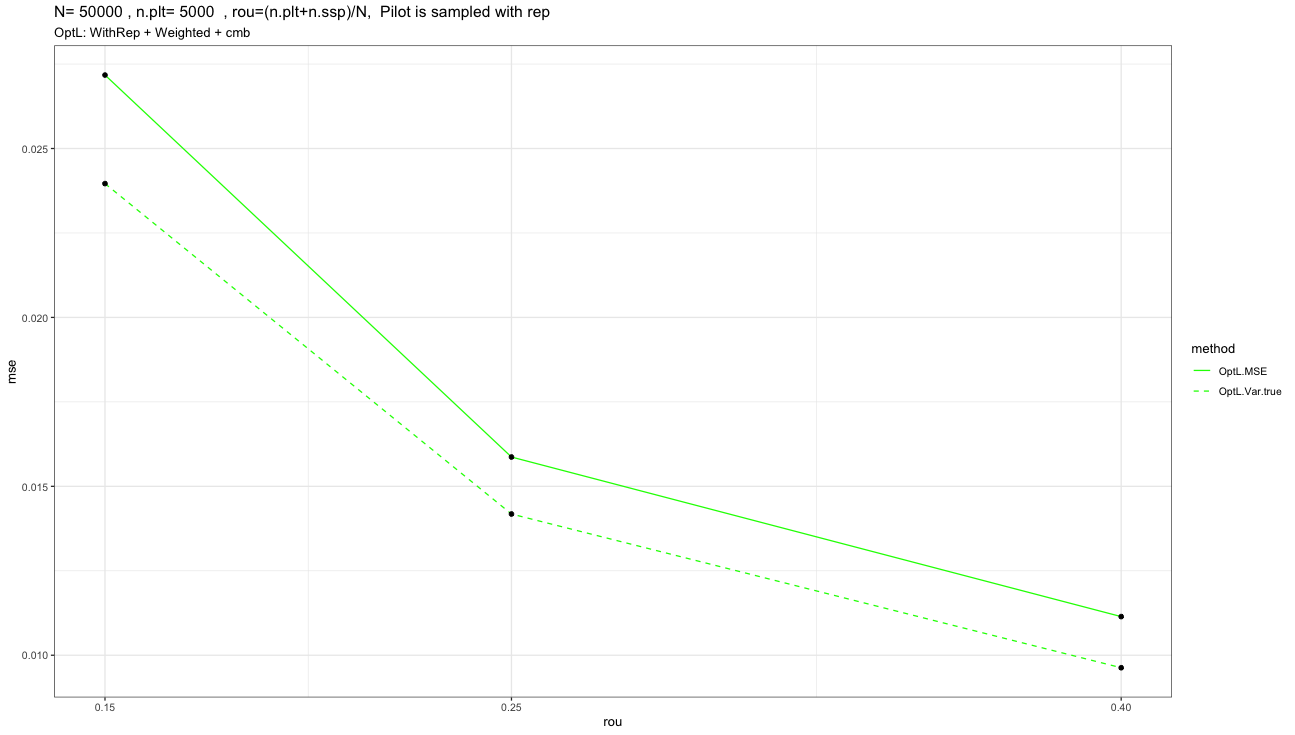 N= 50000 , n.plt= 5000  , rou=(n.plt+n.ssp)/N,  Pilot is sampled with rep
OptL: WithRep + Weighted + cmb
0.025
0.020
0.015
0.010
mse
0.15
0.25
0.40
rou
method
OptL.MSE
OptL.Var.true